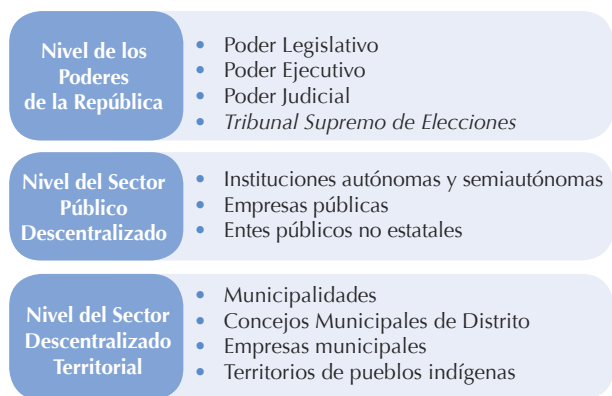 Nivel de los
Poderes
de la República
• Poder Legislativo
• Poder Ejecutivo
• Poder Judicial
• Tribunal Supremo de Elecciones
Nivel del Sector
Público
Descentralizado
• Instituciones autónomas y semiautónomas
• Empresas públicas
• Entes públicos no estatales
Nivel del Sector
Descentralizado
Territorial
• Municipalidades
• Concejos Municipales de Distrito
• Empresas municipales
• Territorios de pueblos indígenas